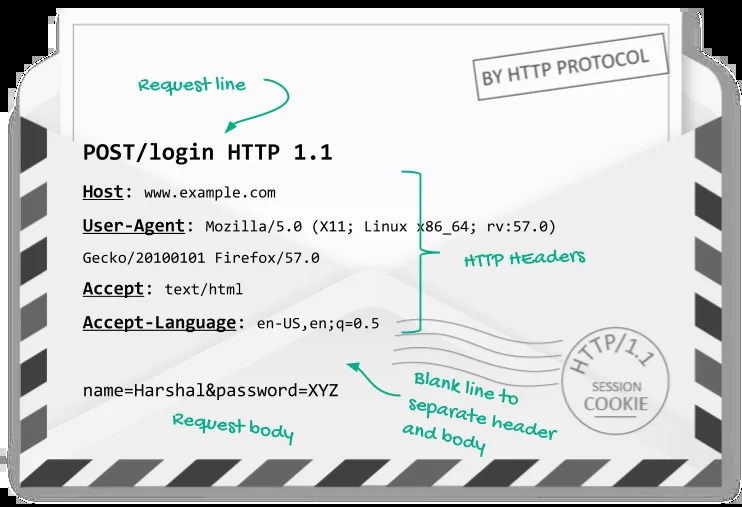 BY HTTP PROTOCOL
Request line
POST/login HTTP 1.1
Host: www.example.com
User-Agent: Mozilla/5.0 (X11; Linux x86_64; rv:57.0)
Gecko/20100101 Firefox/57.0
HTTP HEaders
Accept: text/html
Accept-Language: en-US,en;q=0.5
HTTP/1.1
SESSION
COOKIE
name=Harshal&password=XYZ
Blank line to
separate header
and body
Request body